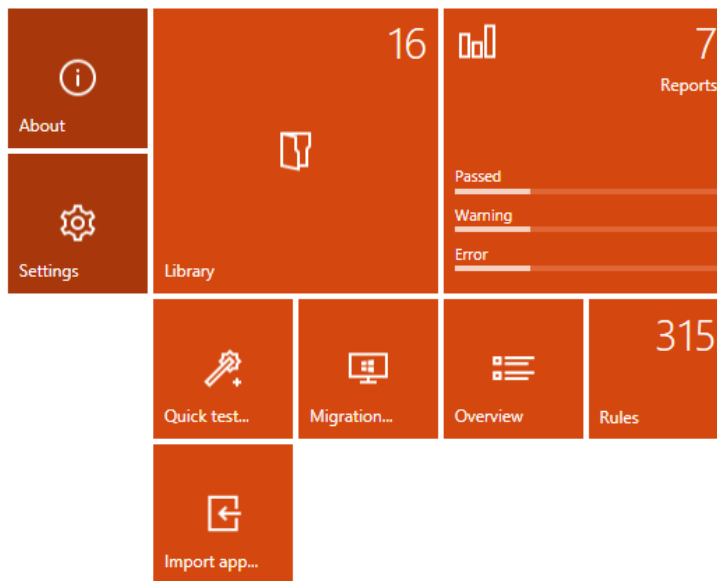 About
16
Library
7
Reports
Passed
Warning
Error
Settings
Quick test...
Migration...
Overview
315
Rules
Import app...